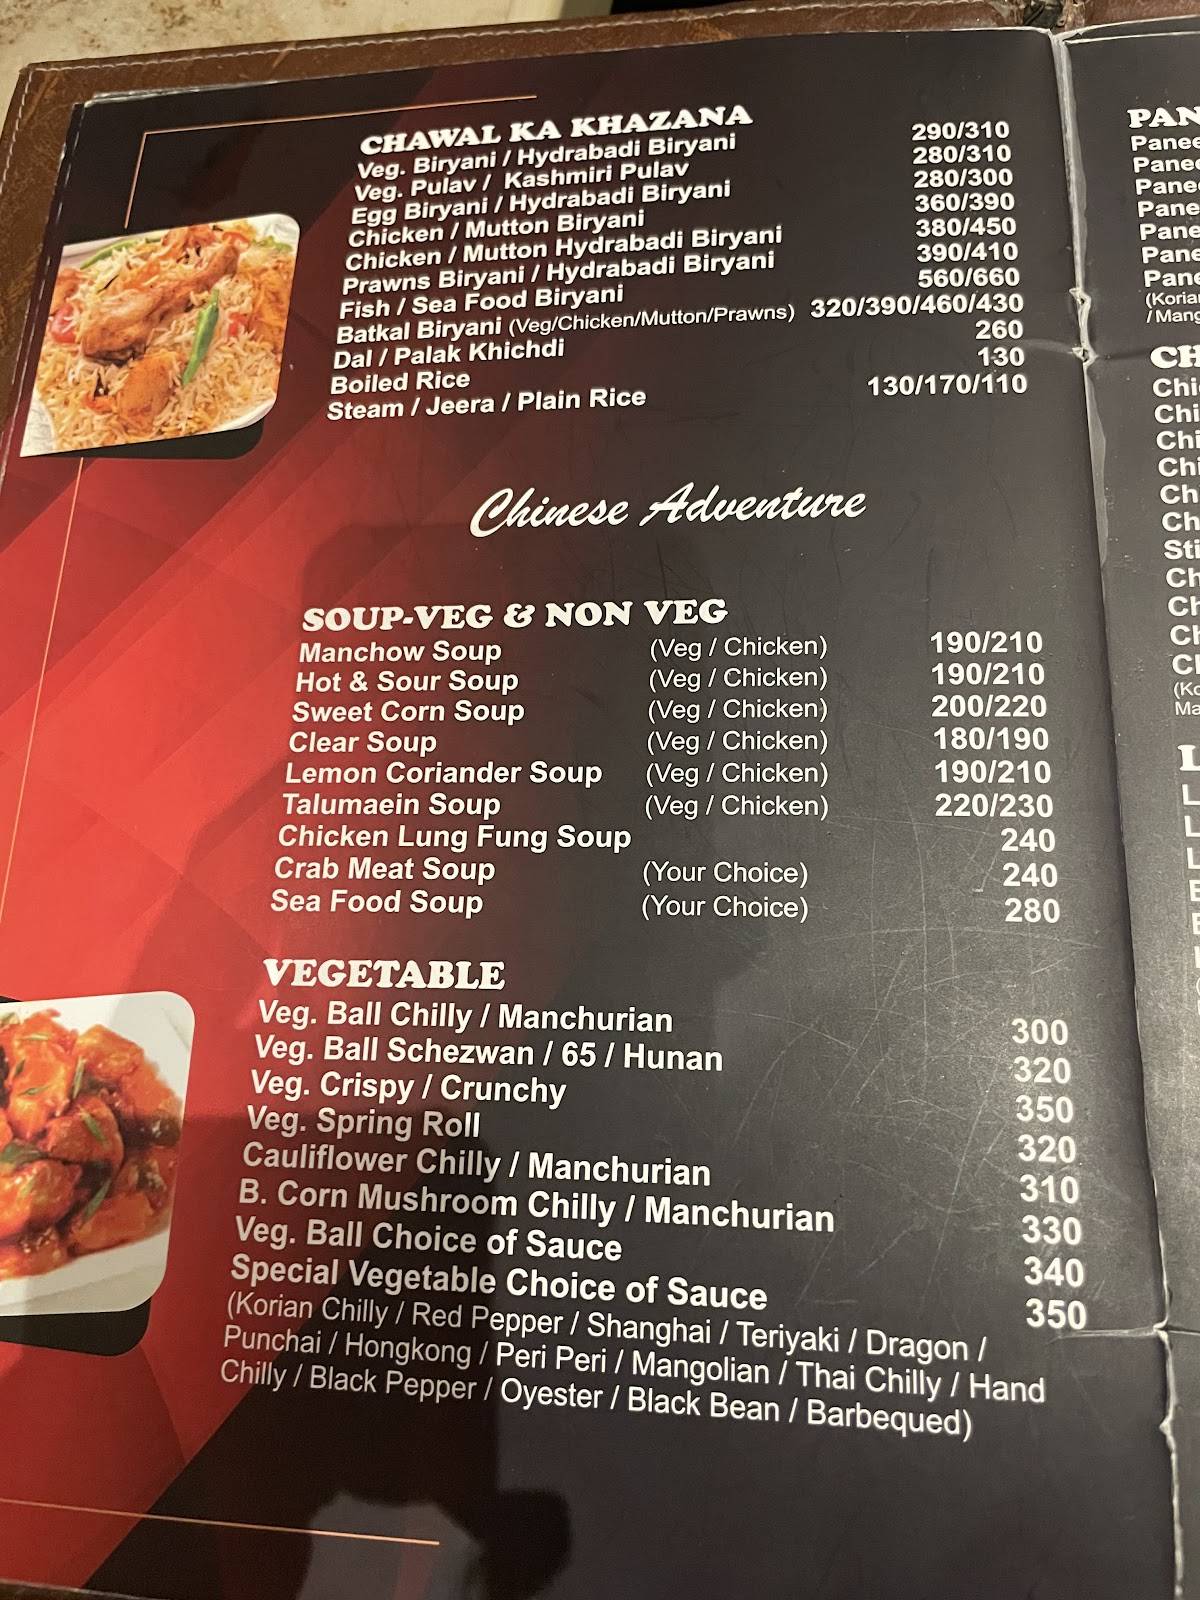 CHAWAL KA KHAZANA
Veg. Biryani / Hydrabadi Biryani 290/310
Veg. Pulav / Kashmiri Pulav 280/310
Egg Biryani / Hydrabadi Biryani 280/300
Chicken / Mutton Biryani 360/390
Chicken / Mutton Hydrabadi Biryani 380/450
Prawns Biryani / Hydrabadi Biryani 390/410
Fish / Sea Food Biryani 560/660
Batkal Biryani (Veg/Chicken/Mutton/Prawns) 320/390/460/430
Dal / Palak Khichdi 260
Boiled Rice 130
Steam / Jeera / Plain Rice 130/170/110
Chinese Adventure
SOUP-VEG & NON VEG
Manchow Soup (Veg / Chicken) 190/210
Hot & Sour Soup (Veg / Chicken) 190/210
Sweet Corn Soup (Veg / Chicken) 200/220
Clear Soup (Veg / Chicken) 180/190
Lemon Coriander Soup (Veg / Chicken) 190/210
Talumaein Soup (Veg / Chicken) 220/230
Chicken Lung Fung Soup 240
Crab Meat Soup (Your Choice) 240
Sea Food Soup (Your Choice) 280
VEGETABLE
Veg. Ball Chilly / Manchurian 300
Veg. Ball Schezwan / 65 / Hunan 320
Veg. Crispy / Crunchy 350
Veg. Spring Roll 320
Cauliflower Chilly / Manchurian 310
B. Corn Mushroom Chilly / Manchurian 330
Veg. Ball Choice of Sauce 340
Special Vegetable Choice of Sauce 350
(Korian Chilly / Red Pepper / Shanghai / Teriyaki / Dragon /
Punchai / Hongkong / Peri Peri / Mangolian / Thai Chilly / Hand
Chilly / Black Pepper / Oyester / Black Bean / Barbequed)